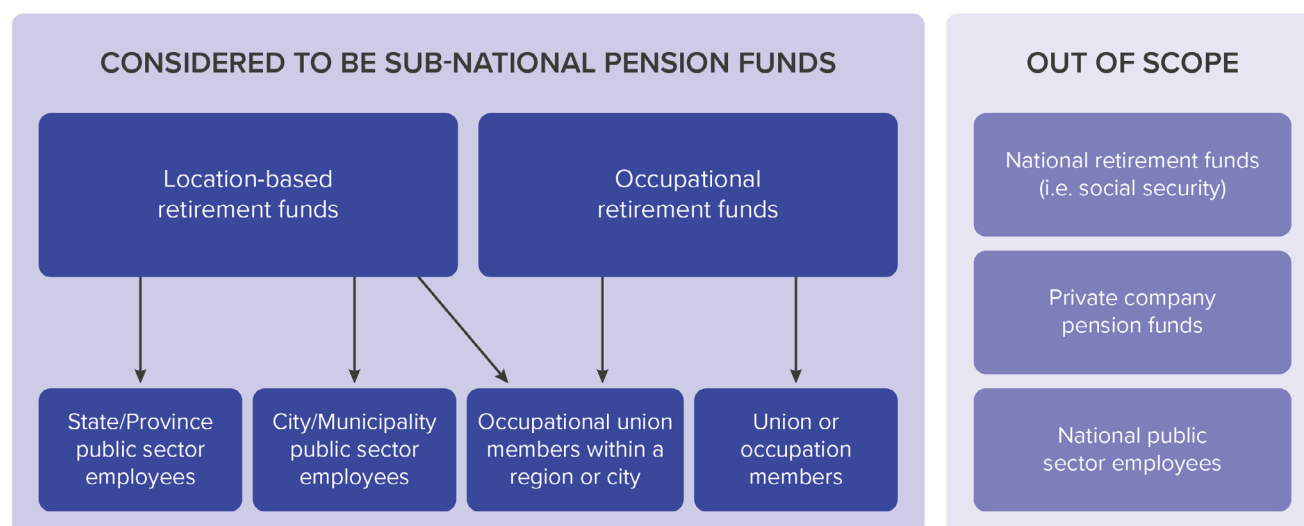 CONSIDERED TO BE SUB-NATIONAL PENSION FUNDS
Location-based
retirement funds
Occupational
retirement funds
State/Province
public sector
employees
City/Municipality
public sector
employees
Occupational union
members within a
region or city
Union or
occupation
members
OUT OF SCOPE
National retirement funds
(i.e. social security)
Private company
pension funds
National public
sector employees